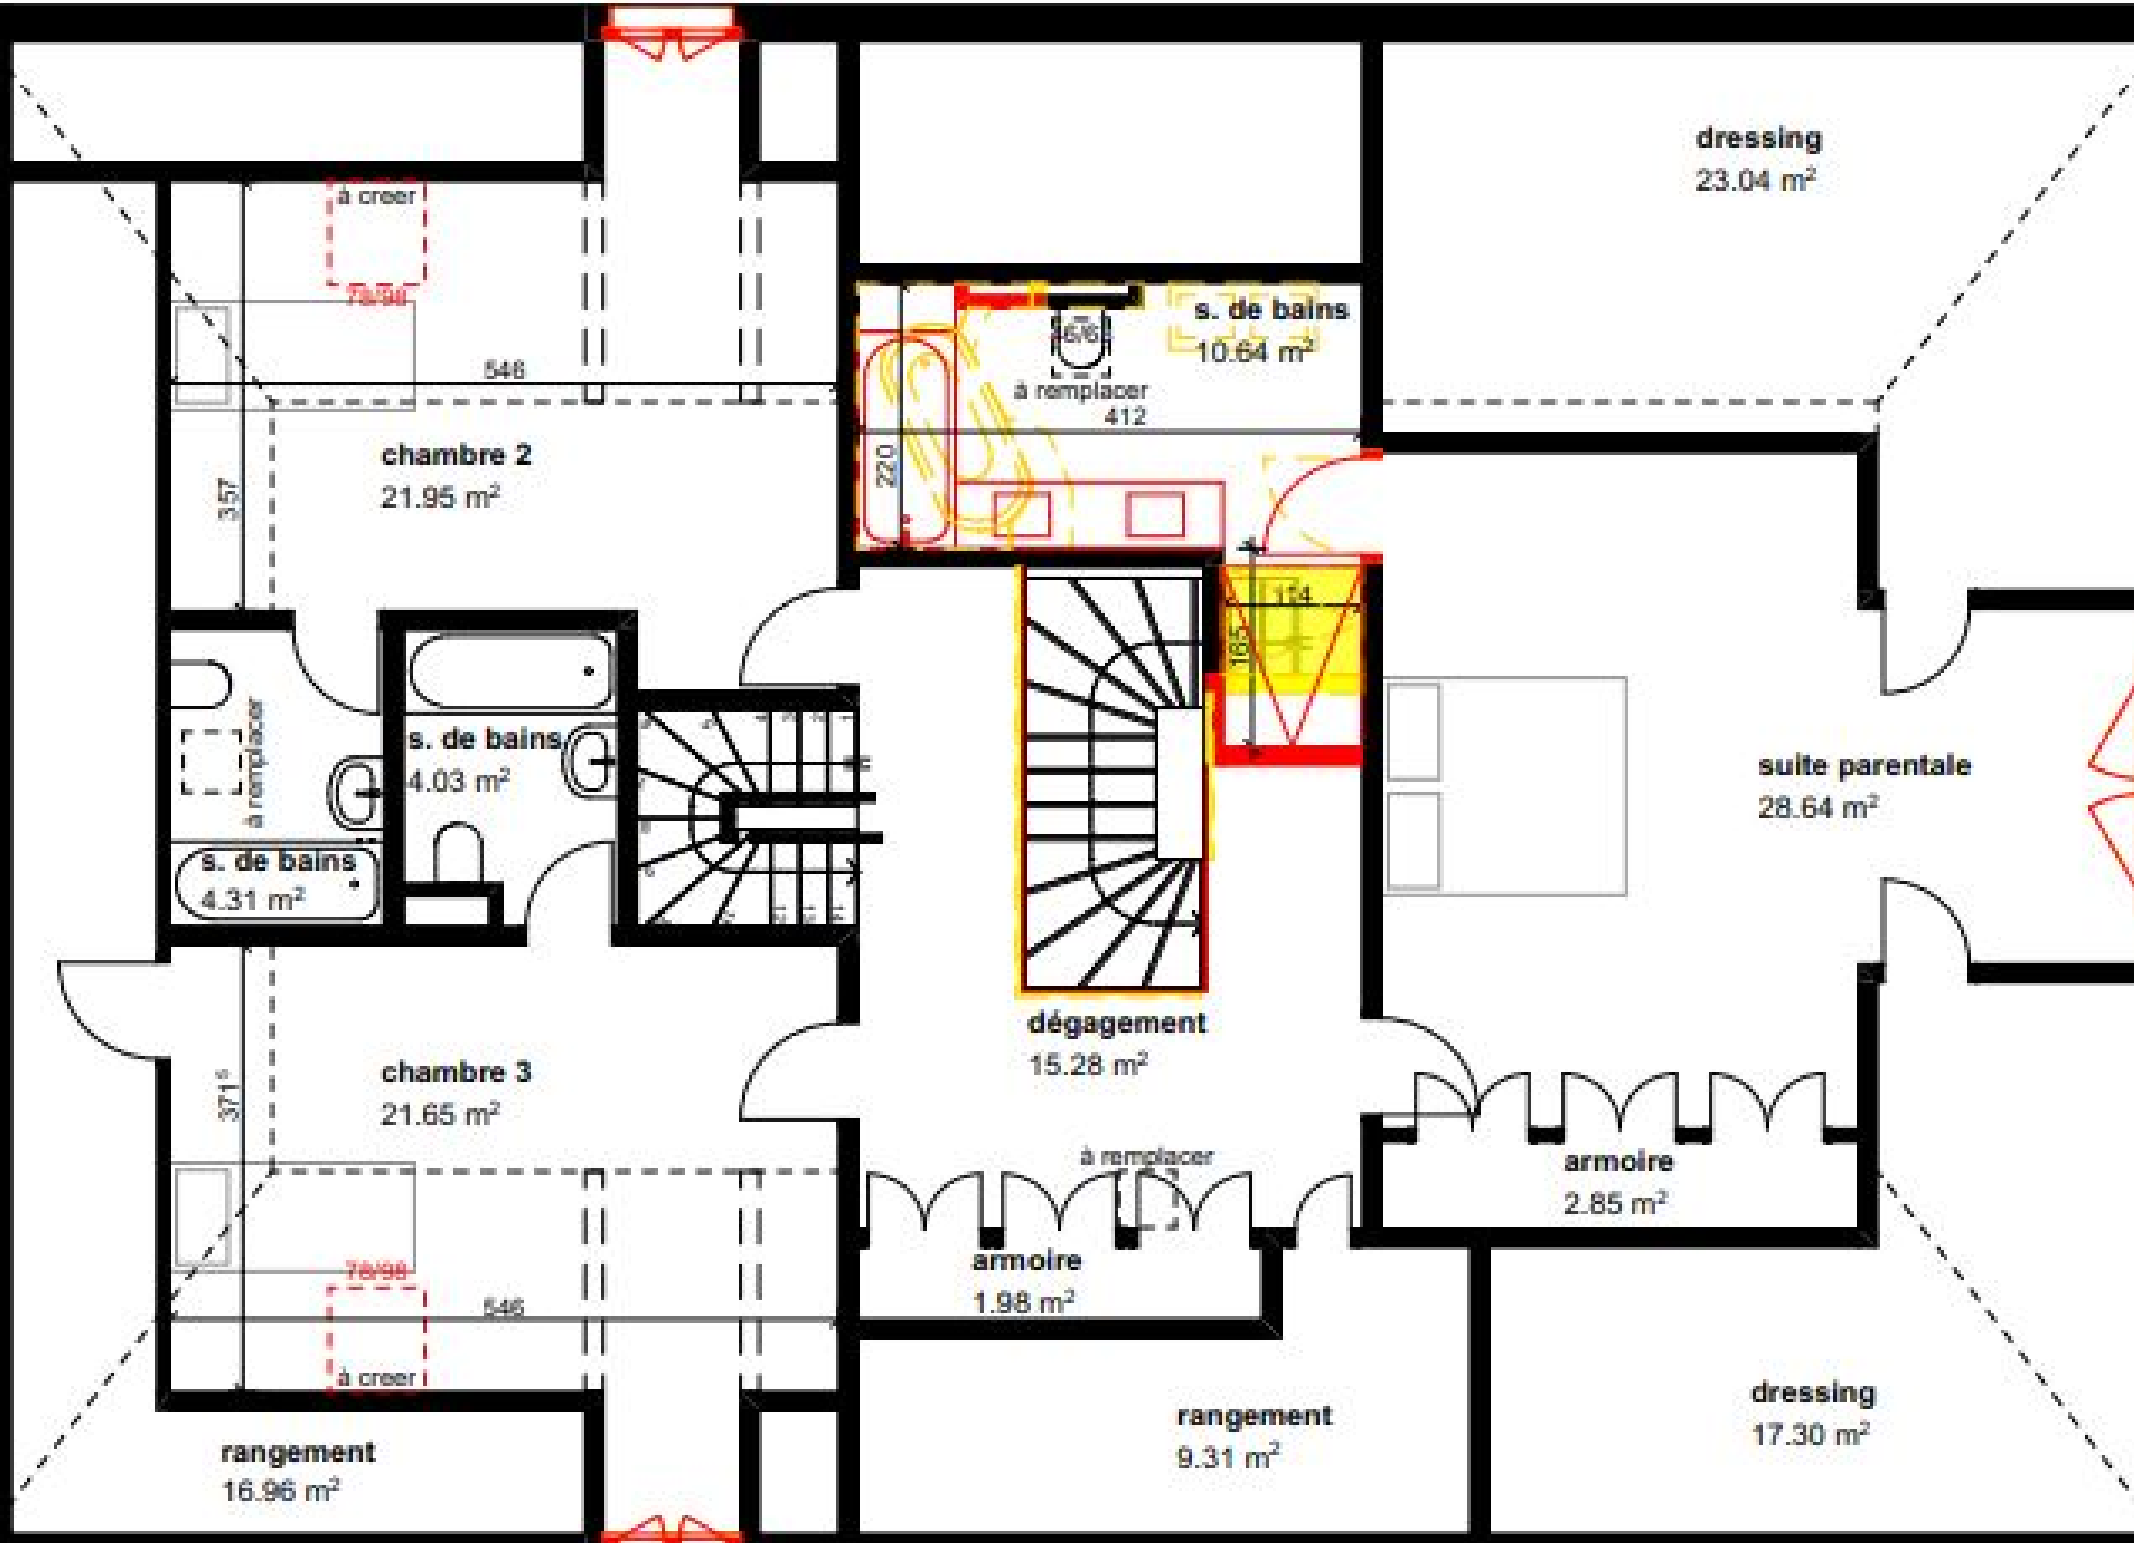 dressing
23.04 m²
à creer
78/98
s. de bains
10.64 m²
à remplacer
412
546
220
chambre 2
21.95 m²
357
114
165
à remplacer
s. de bains
4.03 m²
s. de bains
4.31 m²
suite parentale
28.64 m²
dégagement
15.28 m²
chambre 3
21.65 m²
371⁵
à remplacer
armoire
2.85 m²
armoire
1.98 m²
78/98
546
à creer
dressing
17.30 m²
rangement
9.31 m²
rangement
16.96 m²